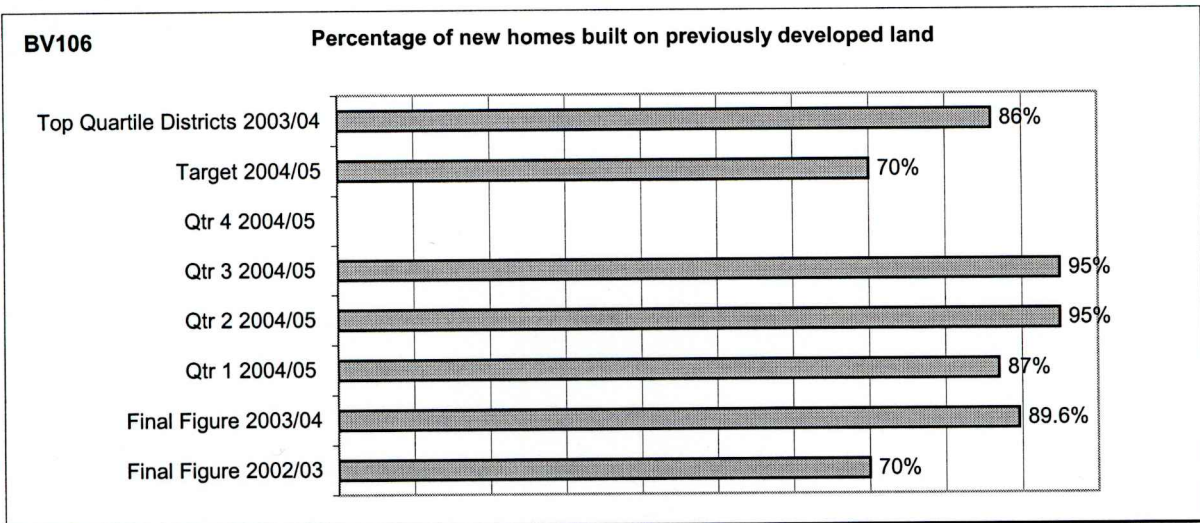 BV106
Percentage of new homes built on previously developed land
Top Quartile Districts 2003/04 86%
Target 2004/05 70%
Qtr 4 2004/05
Qtr 3 2004/05 95%
Qtr 2 2004/05 95%
Qtr 1 2004/05 87%
Final Figure 2003/04 89.6%
Final Figure 2002/03 70%